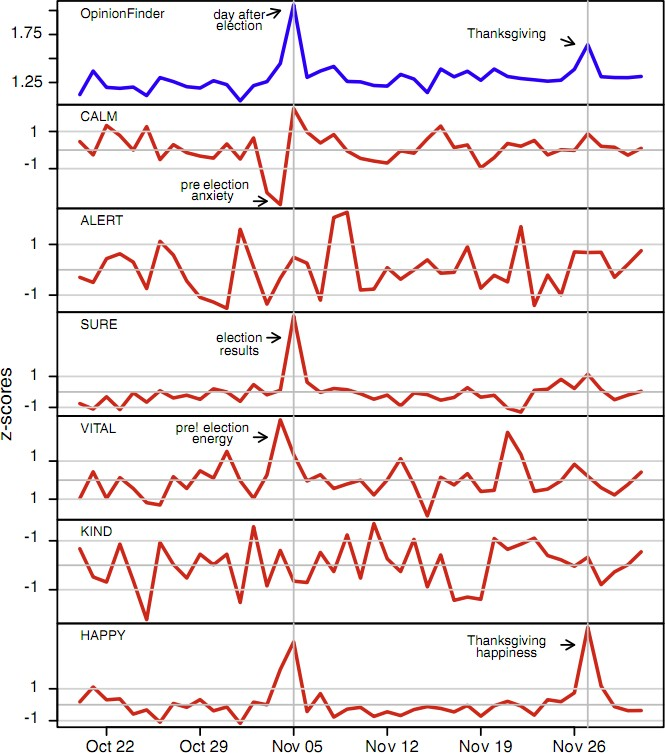 OpinionFinder
day after
election
Thanksgiving
1.75
1.25
CALM
1
-1
pre election
anxiety
ALERT
1
-1
SURE
election
results
1
-1
z-scores
VITAL
pre! election
energy
1
1
KIND
-1
-1
HAPPY
Thanksgiving
happiness
1
-1
Oct 22 Oct 29 Nov 05 Nov 12 Nov 19 Nov 26